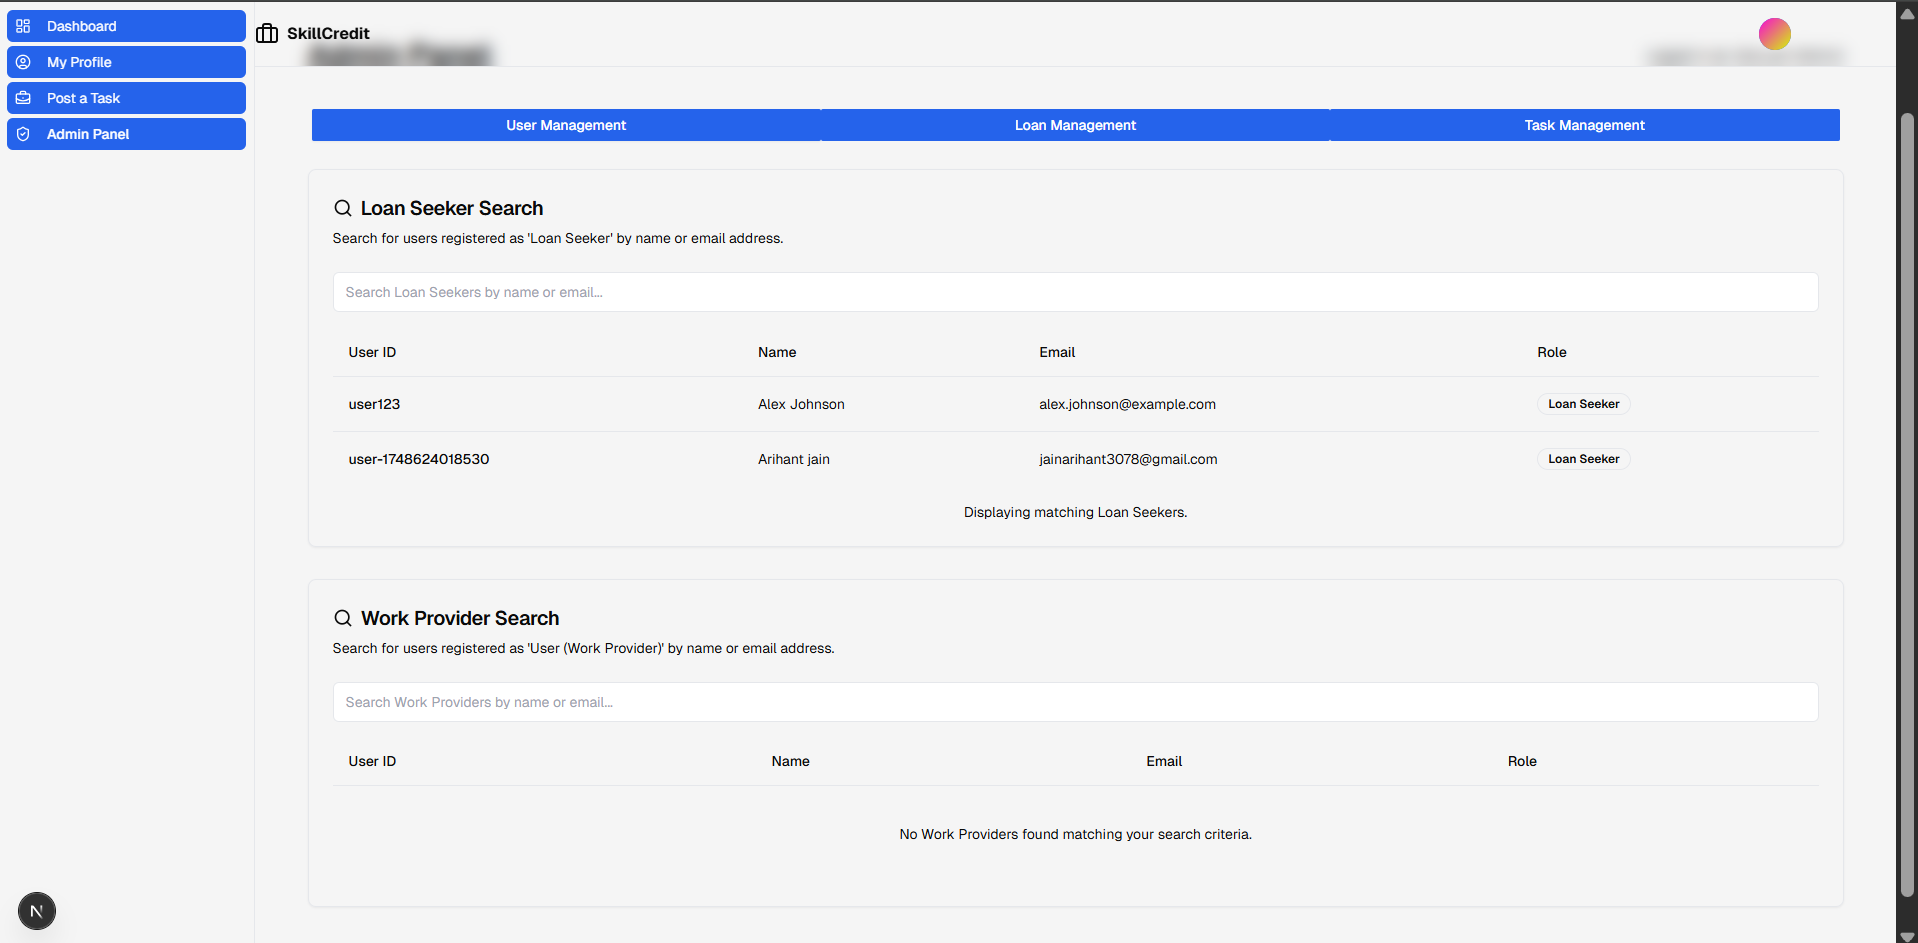 Dashboard
My Profile
Post a Task
Admin Panel
SkillCredit
Admin Panel
User Management Loan Management Task Management
Loan Seeker Search
Search for users registered as 'Loan Seeker' by name or email address.
Search Loan Seekers by name or email...
User ID Name Email Role
user123 Alex Johnson alex.johnson@example.com Loan Seeker
user-1748624018530 Arihant jain jainarihant3078@gmail.com Loan Seeker
Displaying matching Loan Seekers.
Work Provider Search
Search for users registered as 'User (Work Provider)' by name or email address.
Search Work Providers by name or email...
User ID Name Email Role
No Work Providers found matching your search criteria.
N